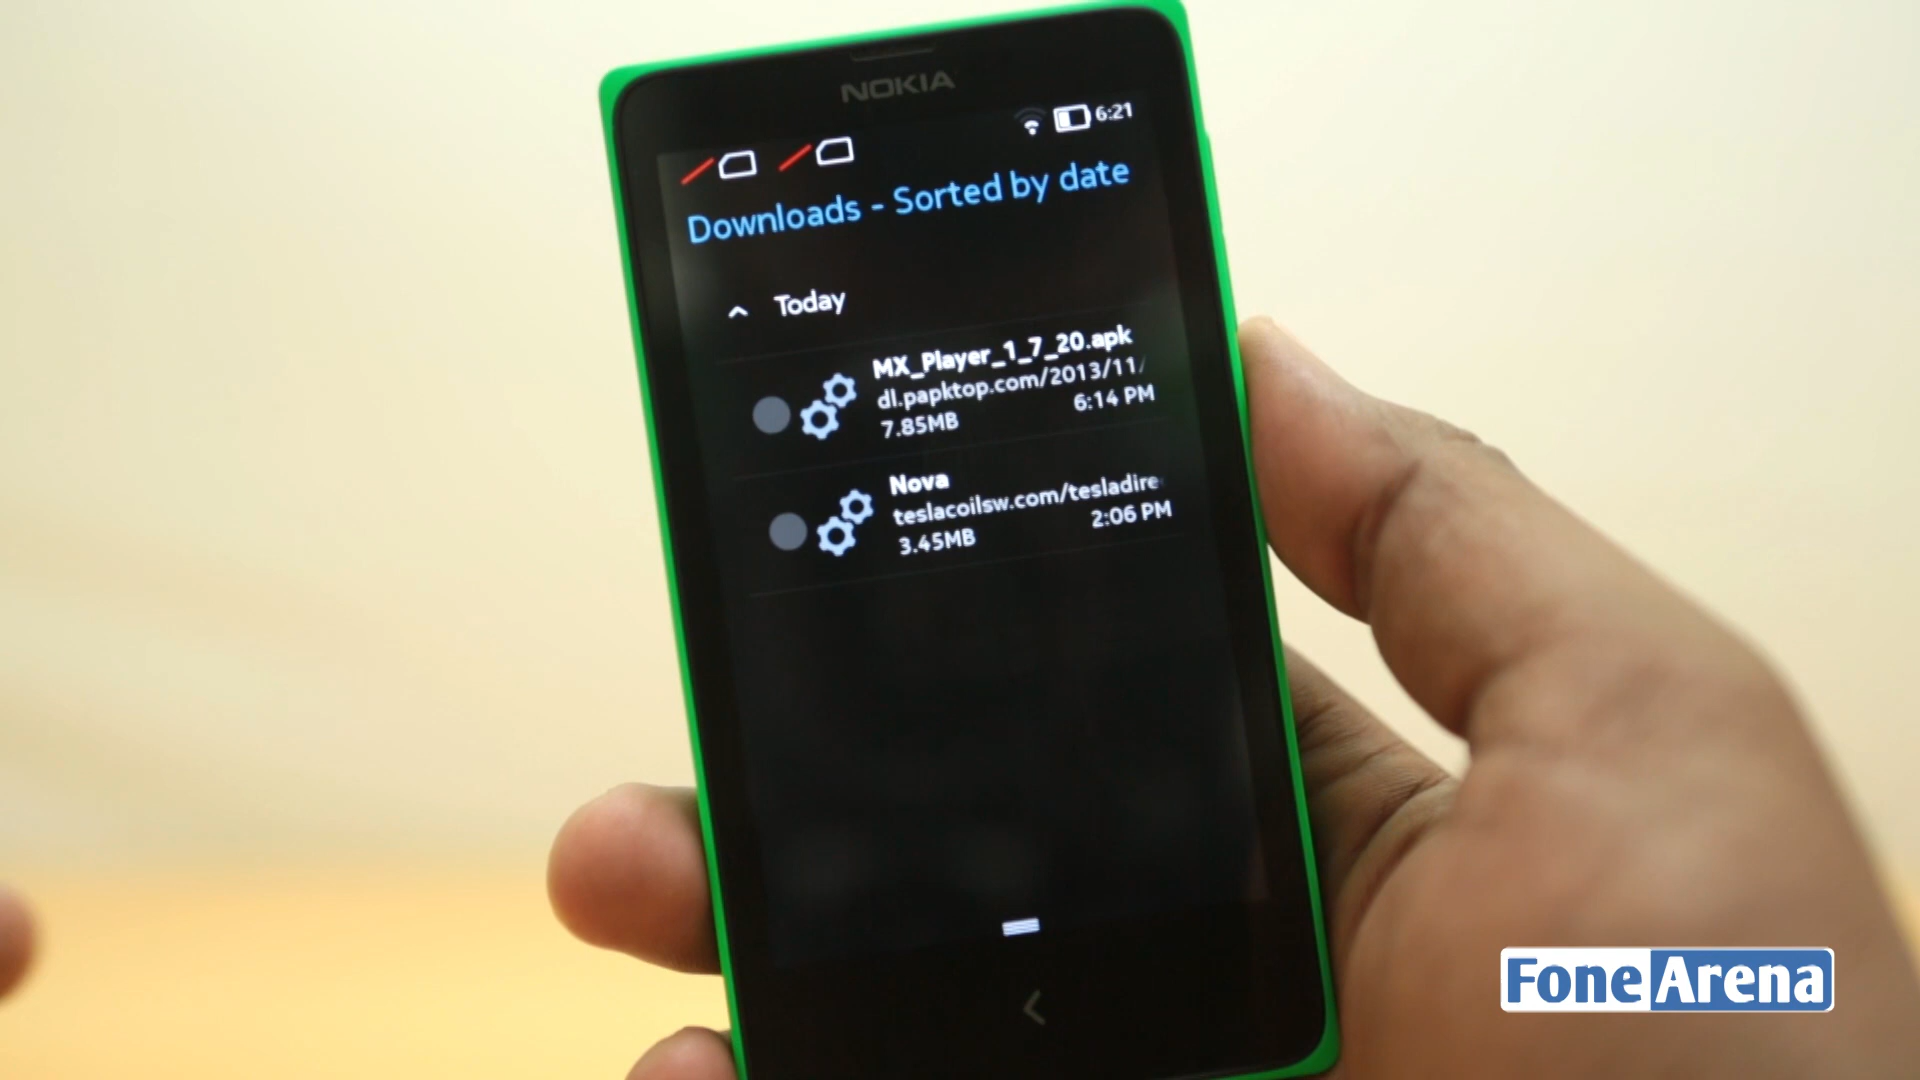 NOKIA
6:21
Downloads - Sorted by date
Today
MX_Player_1_7_20.apk
dl.papktop.com/2013/11/
7.85MB 6:14 PM
Nova
teslacoilsw.com/tesladire
3.45MB 2:06 PM
FoneArena